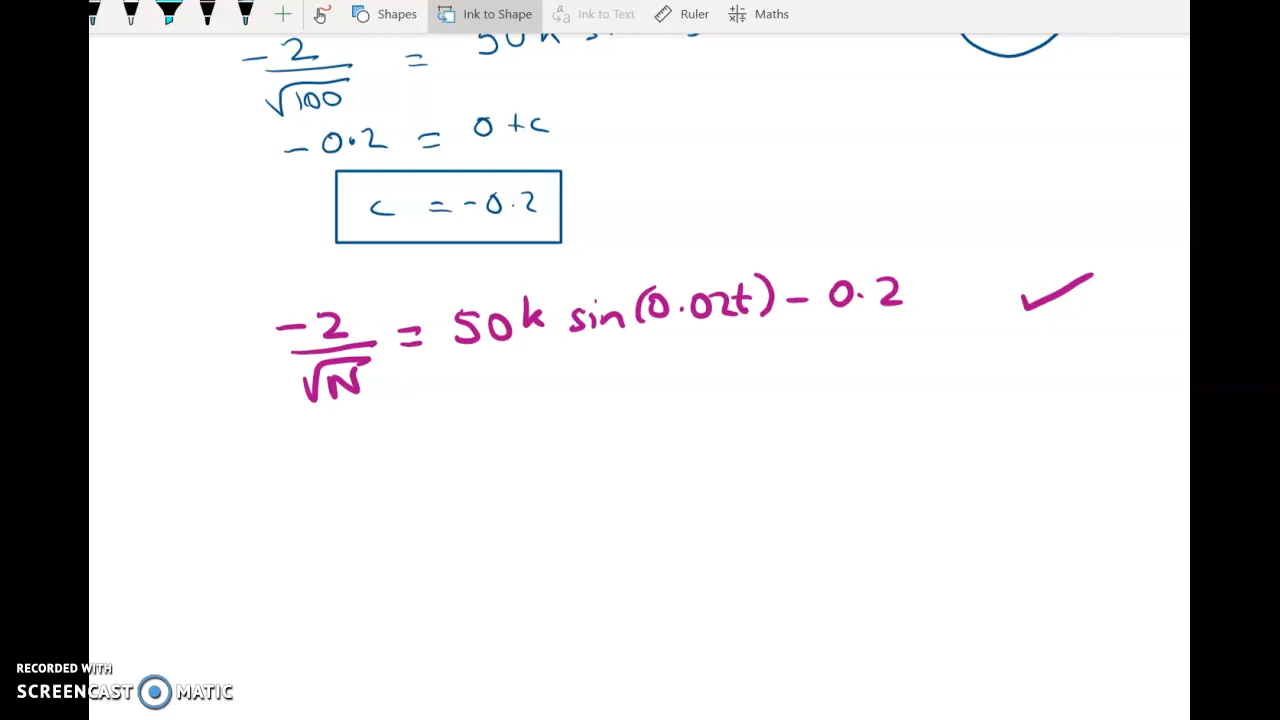 Shapes Ink to Shape Ink to Text Ruler Maths
-2/√100 = 50k
-0.2 = 0 + c
c = -0.2
-2/√N = 50k sin(0.02t) - 0.2 ✓
RECORDED WITH
SCREENCAST MATIC